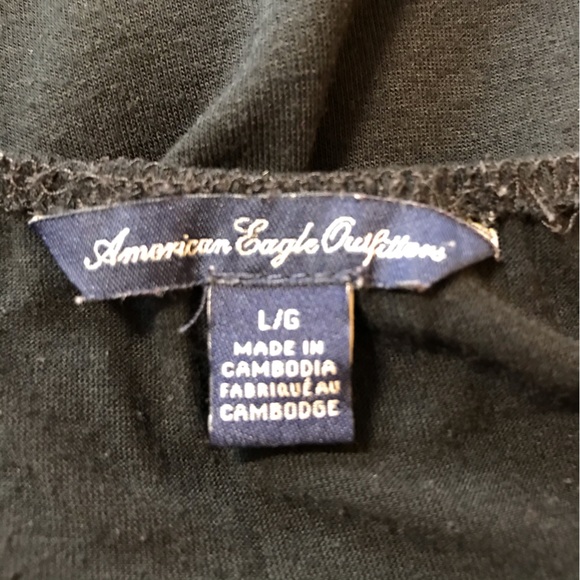 American Eagle Outfitters
L/G
MADE IN
CAMBODIA
FABRIQUÉ AU
CAMBODGE